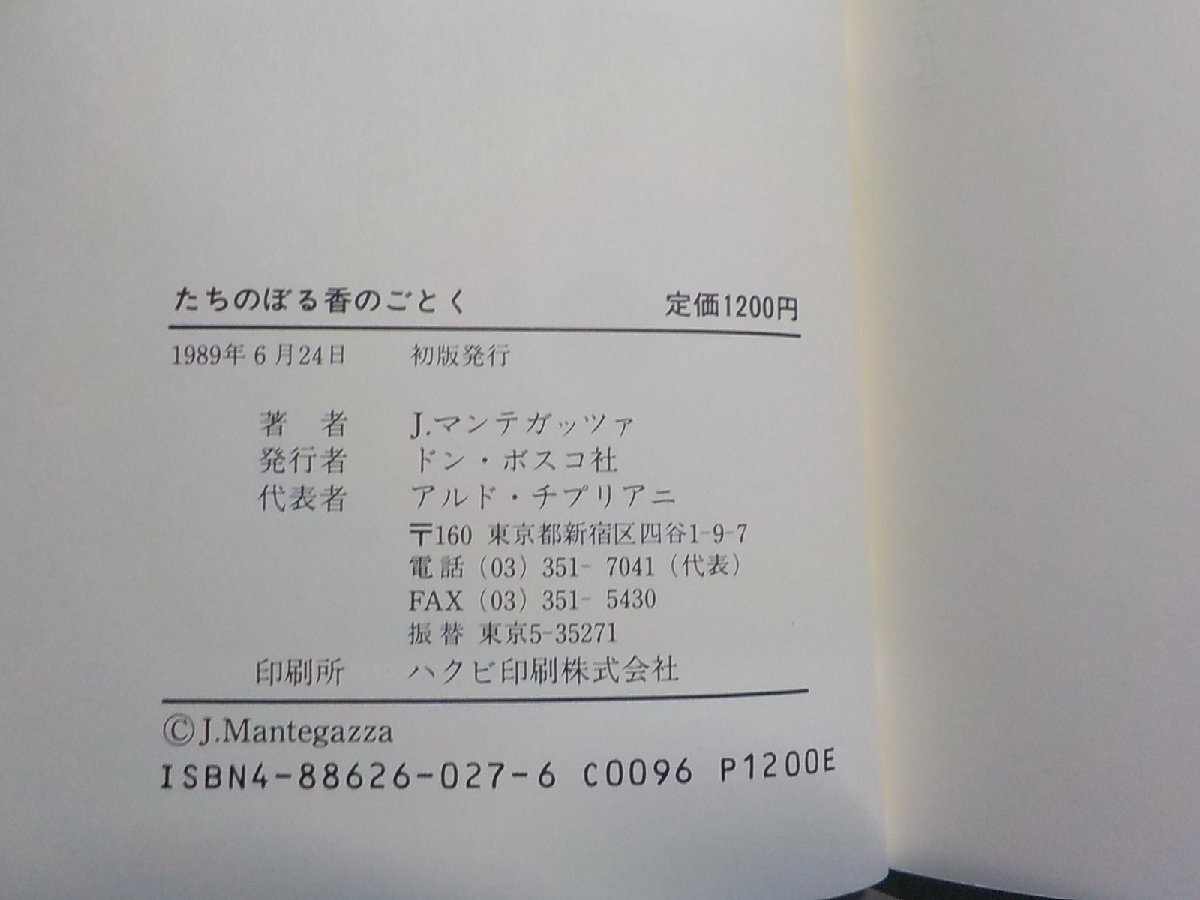 たちのぼる香のごとく 定価1200円
1989年6月24日 初版発行
著 者 J.マンテガッツァ
発行者 ドン・ボスコ社
代表者 アルド・チプリアニ
〒160 東京都新宿区四谷1-9-7
電話(03)351-7041(代表)
FAX(03)351-5430
振替 東京5-35271
印刷所 ハクビ印刷株式会社
©J.Mantegazza
ISBN4-88626-027-6 C0096 P1200E